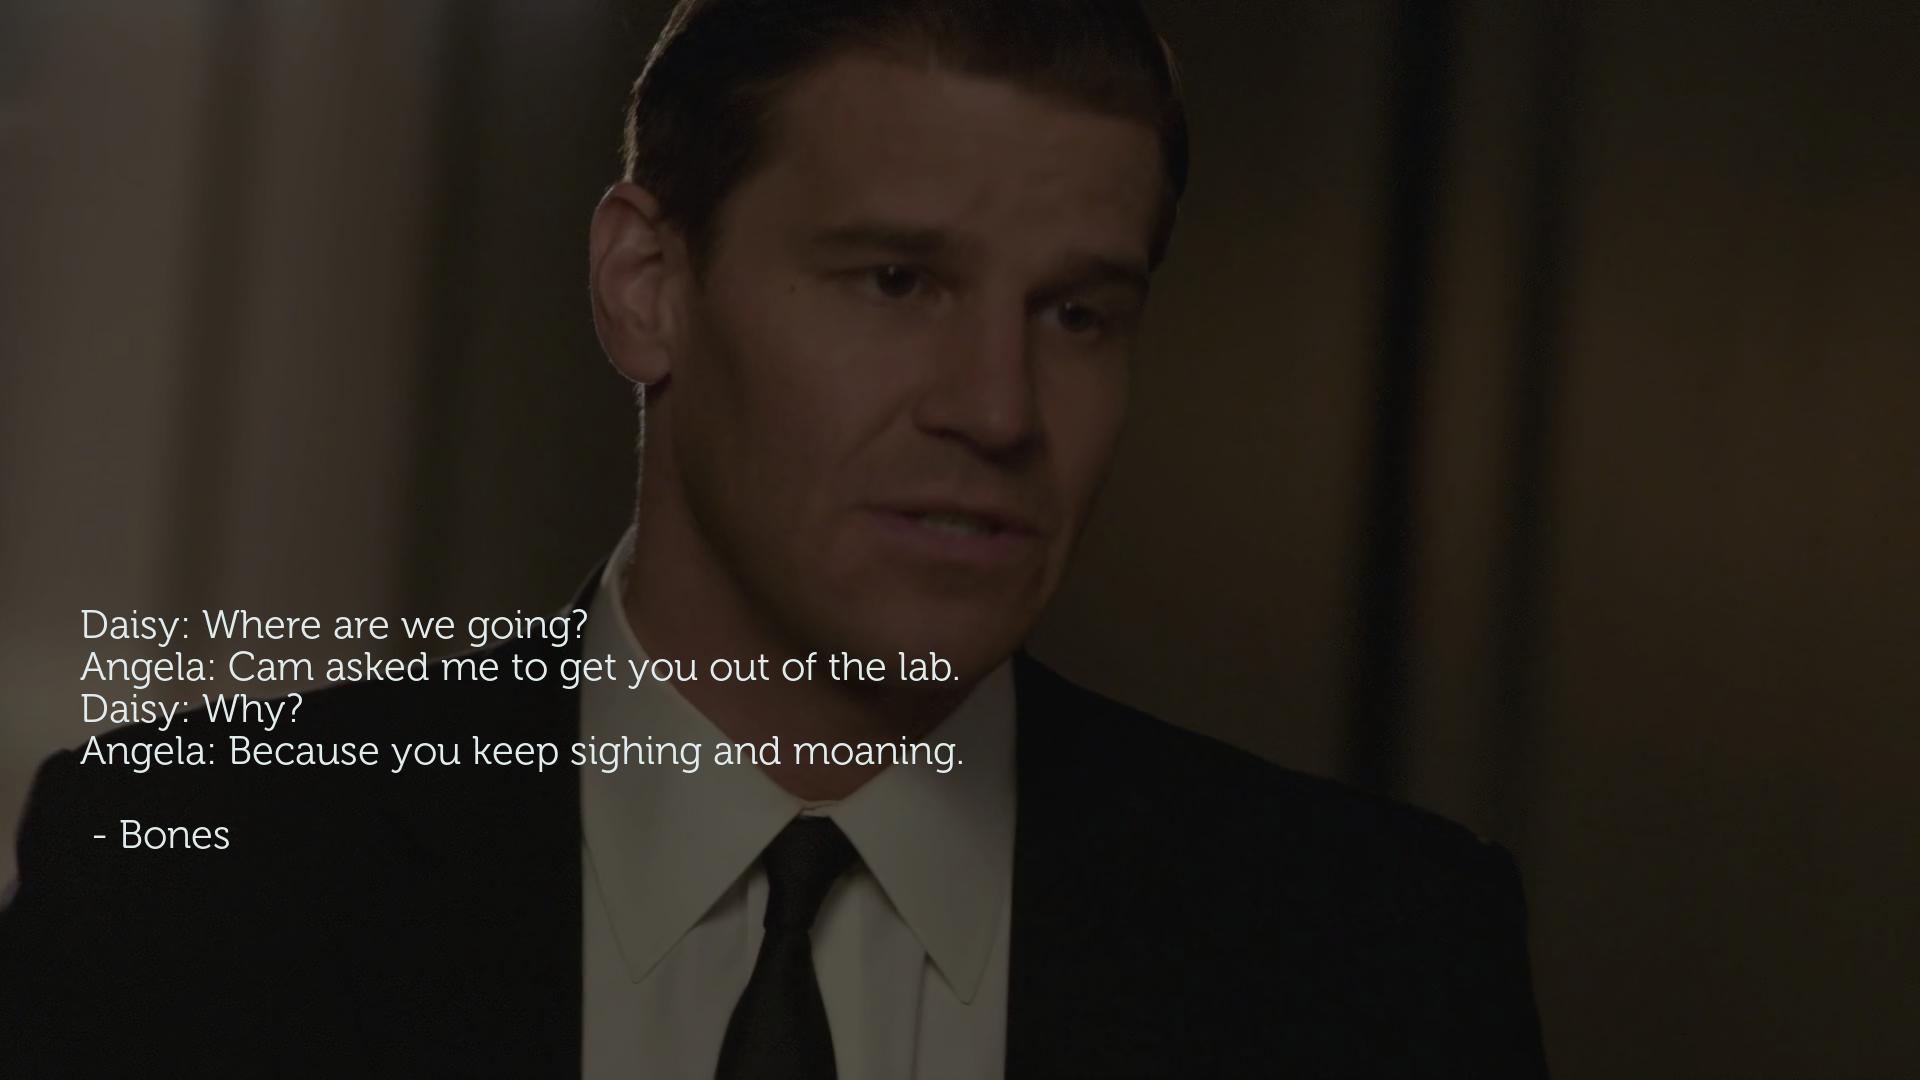 Daisy: Where are we going?
Angela: Cam asked me to get you out of the lab.
Daisy: Why?
Angela: Because you keep sighing and moaning.
- Bones